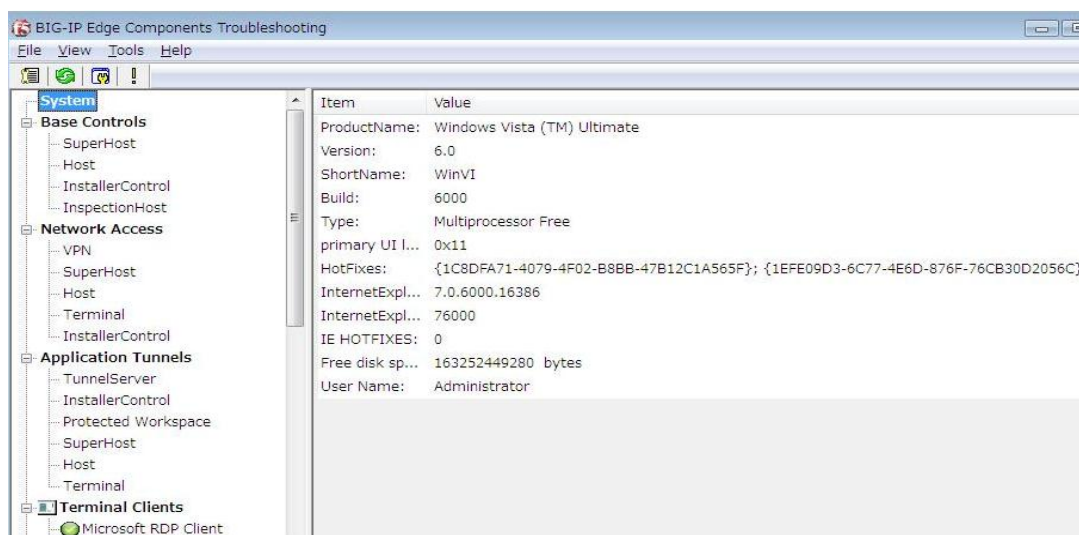 BIG-IP Edge Components Troubleshooting
File View Tools Help
System
Base Controls
SuperHost
Host
InstallerControl
InspectionHost
Network Access
VPN
SuperHost
Host
Terminal
InstallerControl
Application Tunnels
TunnelServer
InstallerControl
Protected Workspace
SuperHost
Host
Terminal
Terminal Clients
Microsoft RDP Client
Item Value
ProductName: Windows Vista (TM) Ultimate
Version: 6.0
ShortName: WinVI
Build: 6000
Type: Multiprocessor Free
primary UI l... 0x11
HotFixes: {1C8DFA71-4079-4F02-B8BB-47B12C1A565F}; {1EFE09D3-6C77-4E6D-876F-76CB30D2056C}
InternetExpl... 7.0.6000.16386
InternetExpl... 76000
IE HOTFIXES: 0
Free disk sp... 163252449280 bytes
User Name: Administrator